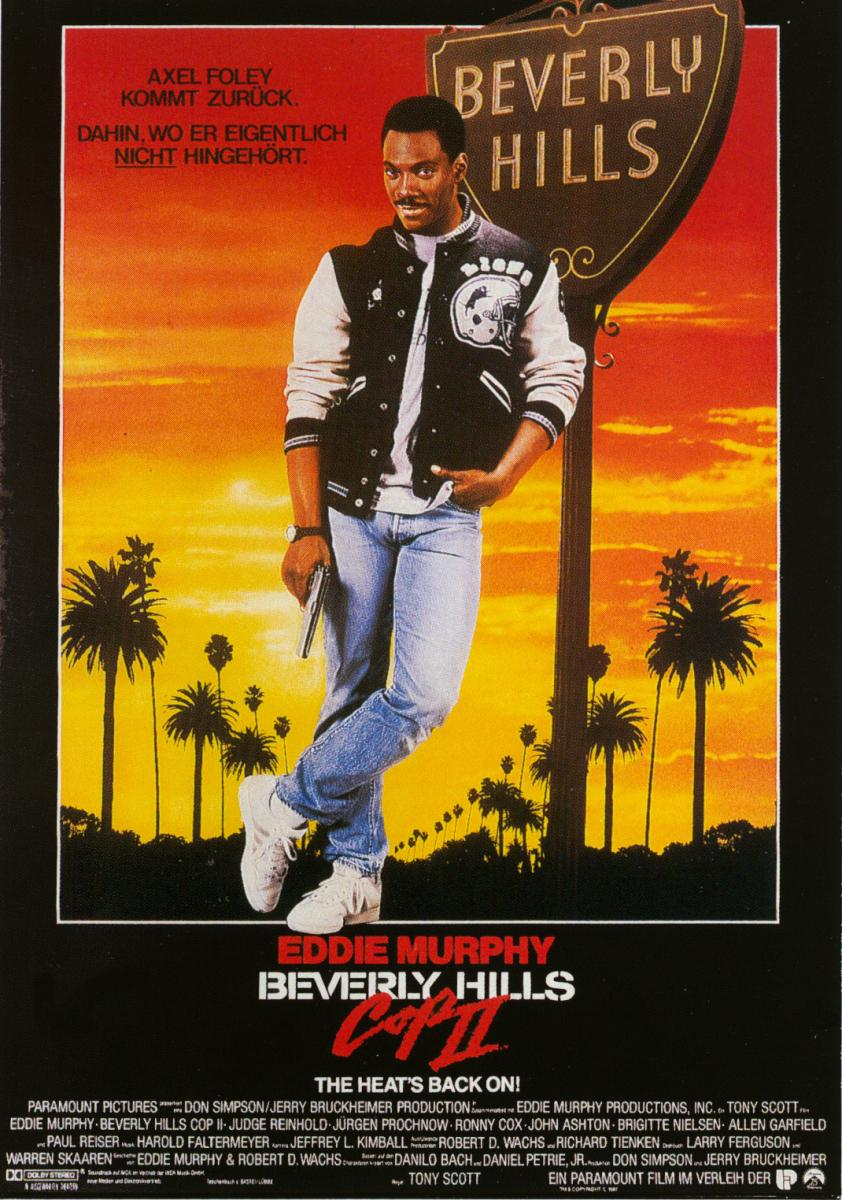 BEVERLY
HILLS
AXEL FOLEY
KOMMT ZURÜCK.
DAHIN, WO ER EIGENTLICH
NICHT HINGEHÖRT.
LIONS
EDDIE MURPHY
BEVERLY HILLS
Cop II
THE HEAT'S BACK ON!
PARAMOUNT PICTURES DON SIMPSON/JERRY BRUCKHEIMER PRODUCTION EDDIE MURPHY PRODUCTIONS, INC. TONY SCOTT
EDDIE MURPHY · BEVERLY HILLS COP II · JUDGE REINHOLD · JÜRGEN PROCHNOW · RONNY COX · JOHN ASHTON · BRIGITTE NIELSEN · ALLEN GARFIELD
PAUL REISER HAROLD FALTERMEYER JEFFREY L. KIMBALL ROBERT D. WACHS RICHARD TIENKEN LARRY FERGUSON
WARREN SKAAREN EDDIE MURPHY & ROBERT D. WACHS DANILO BACH DANIEL PETRIE, JR. DON SIMPSON JERRY BRUCKHEIMER
DOLBY STEREO TONY SCOTT EIN PARAMOUNT FILM IM VERLEIH DER UIP